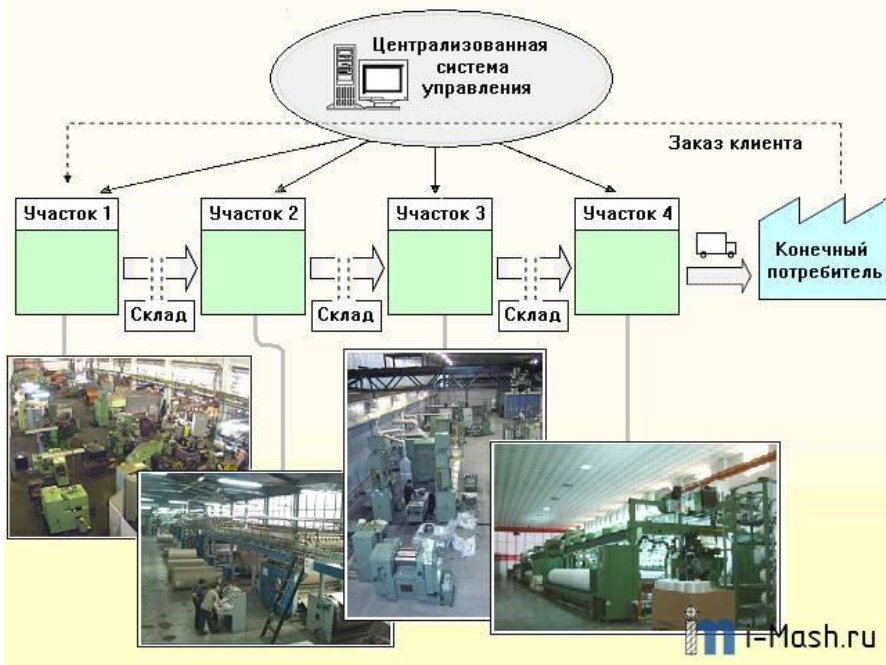 Централизованная
система
управления
Заказ клиента
Участок 1
Участок 2
Участок 3
Участок 4
Конечный
потребитель
Склад
Склад
Склад
i-Mash.ru